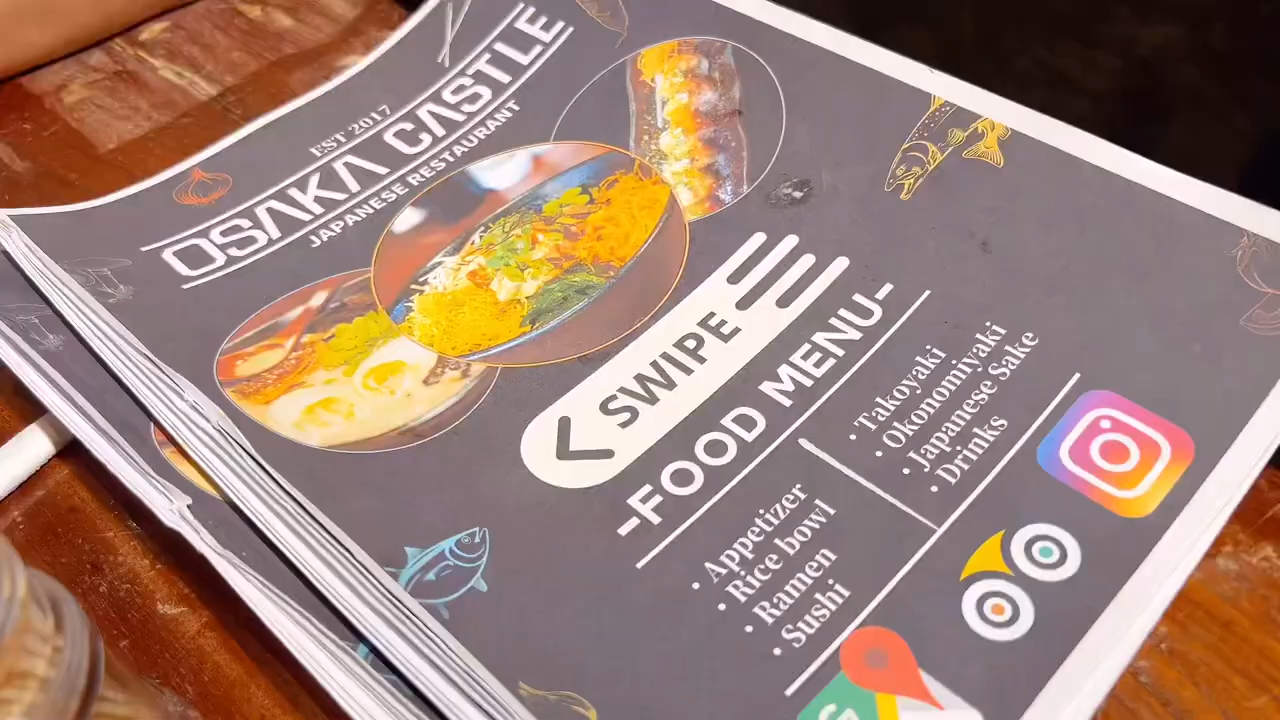 EST 2017
OSAKA CASTLE
JAPANESE RESTAURANT
SWIPE
-FOOD MENU-
• Appetizer
• Rice bowl
• Ramen
• Sushi
• Takoyaki
• Okonomiyaki
• Japanese Sake
• Drinks
G